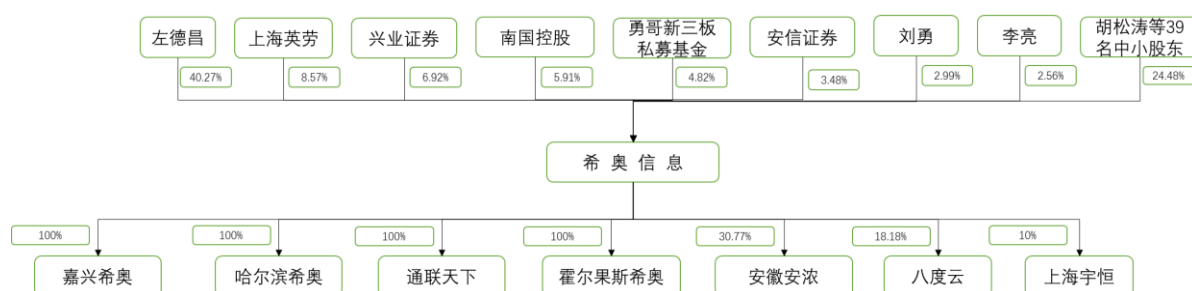 左德昌
上海英劳
兴业证券
南国控股
勇哥新三板
私募基金
安信证券
刘勇
李亮
胡松涛等39
名中小股东
40.27%
8.57%
6.92%
5.91%
4.82%
3.48%
2.99%
2.56%
24.48%
希 奥 信 息
100%
100%
100%
100%
30.77%
18.18%
10%
嘉兴希奥
哈尔滨希奥
通联天下
霍尔果斯希奥
安徽安浓
八度云
上海宇恒